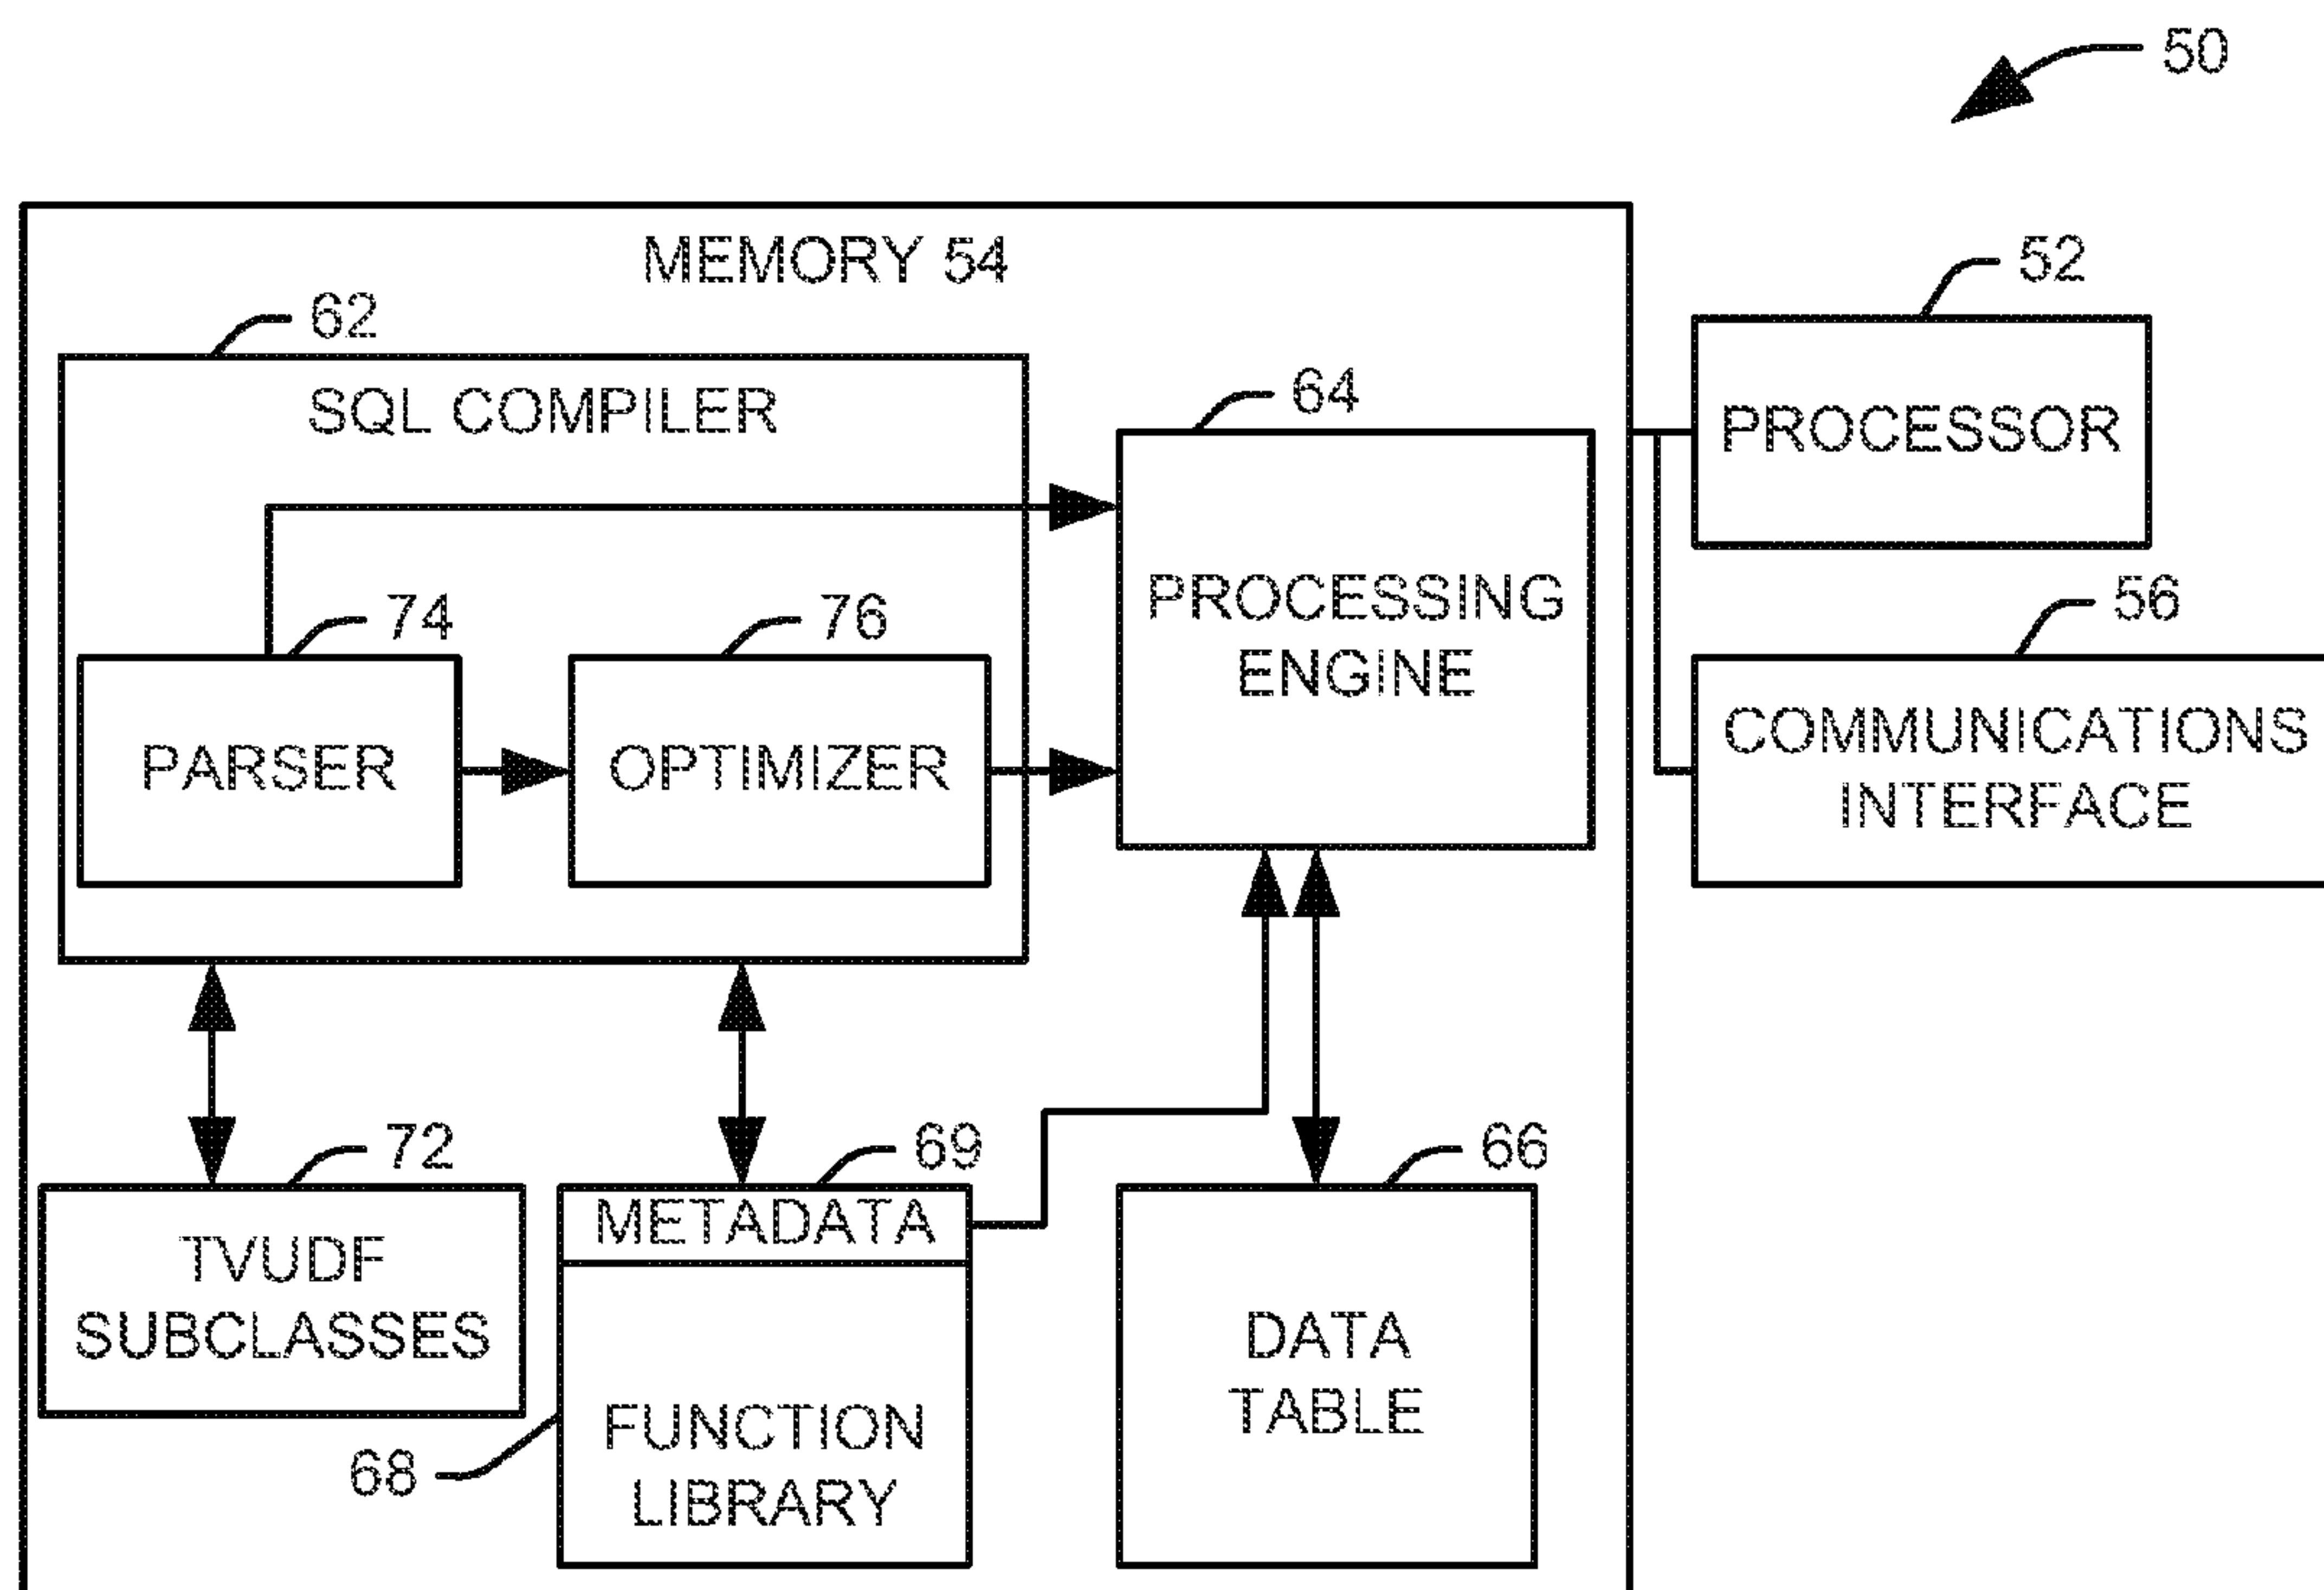 50
MEMORY 54
52
62
SQL COMPILER
64
PROCESSOR
74
76
PROCESSING
ENGINE
56
PARSER
OPTIMIZER
COMMUNICATIONS
INTERFACE
72
69
66
METADATA
TVUDF
SUBCLASSES
DATA
TABLE
68
FUNCTION
LIBRARY